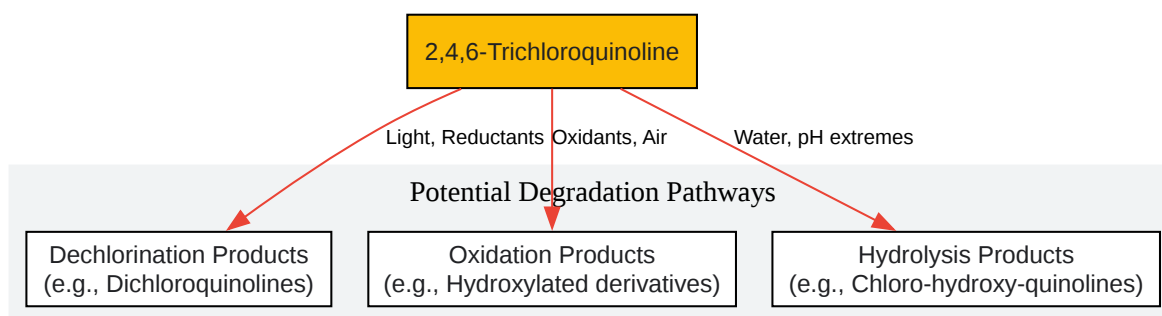 2,4,6-Trichloroquinoline
Light, Reductants
Oxidants, Air
Water, pH extremes
Potential Degradation Pathways
Dechlorination Products
(e.g., Dichloroquinolines)
Oxidation Products
(e.g., Hydroxylated derivatives)
Hydrolysis Products
(e.g., Chloro-hydroxy-quinolines)